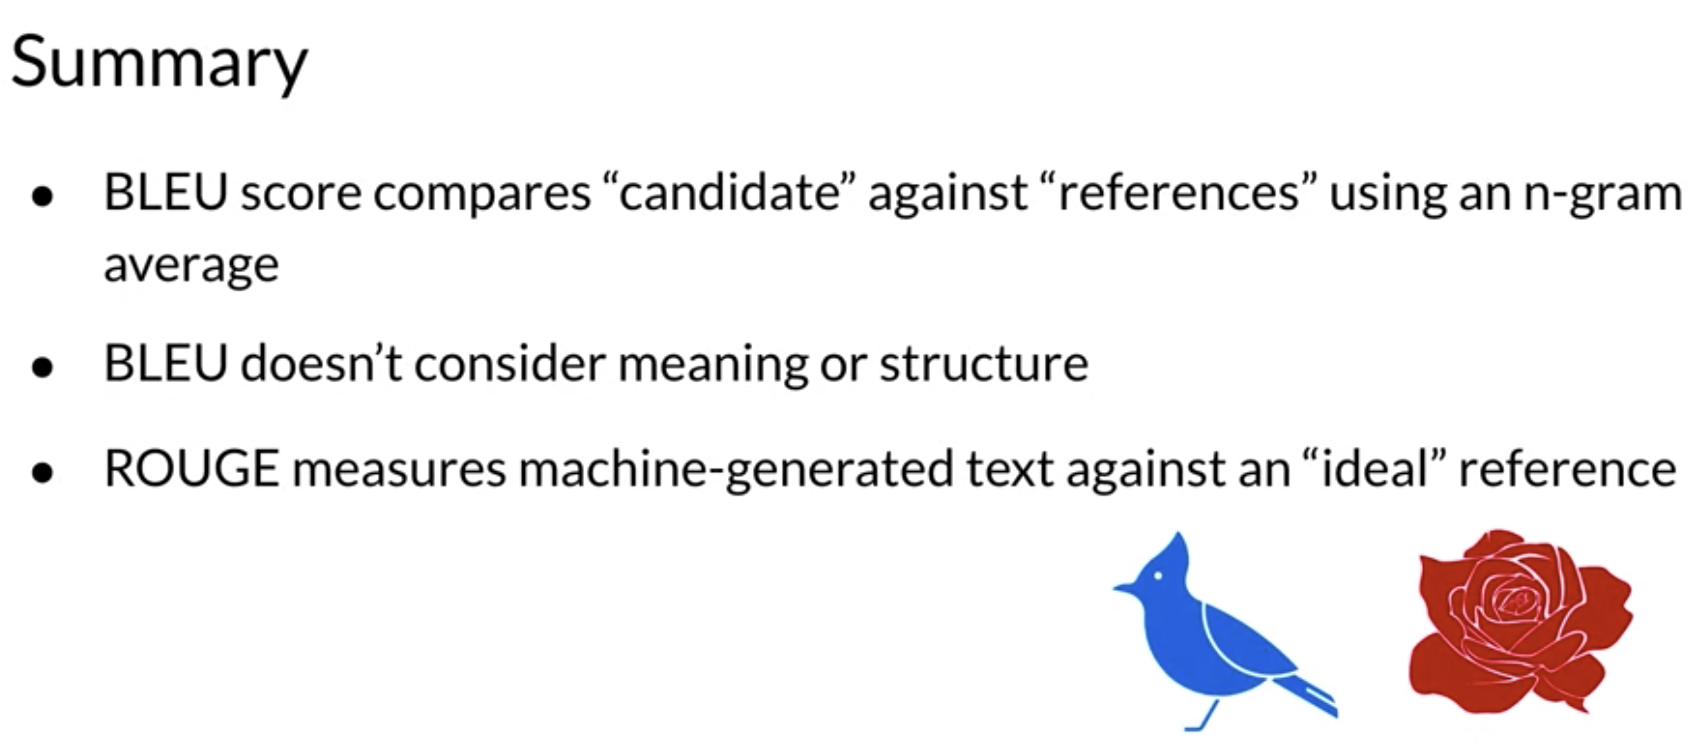 Summary
● BLEU score compares “candidate” against “references” using an n-gram
average
● BLEU doesn’t consider meaning or structure
● ROUGE measures machine-generated text against an “ideal” reference